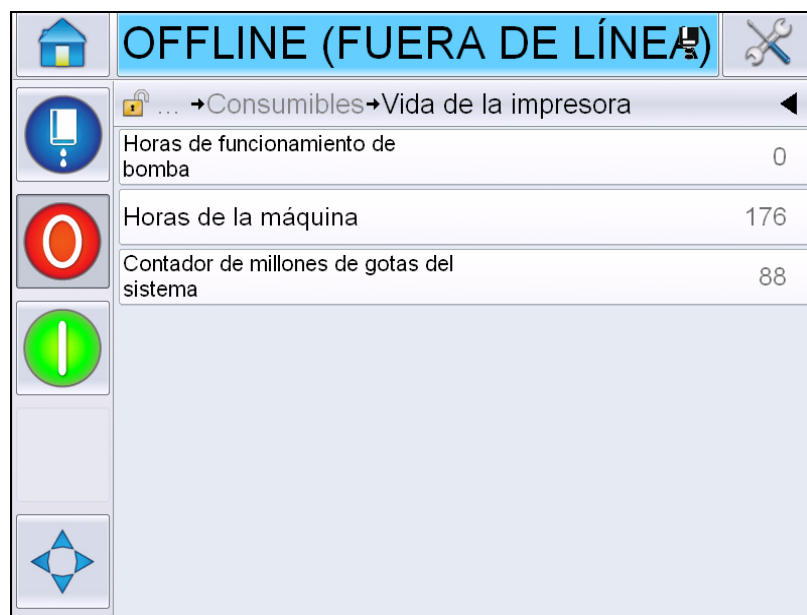 OFFLINE (FUERA DE LÍNEA)
... →Consumibles→Vida de la impresora
Horas de funcionamiento de
bomba
0
Horas de la máquina
176
Contador de millones de gotas del
sistema
88